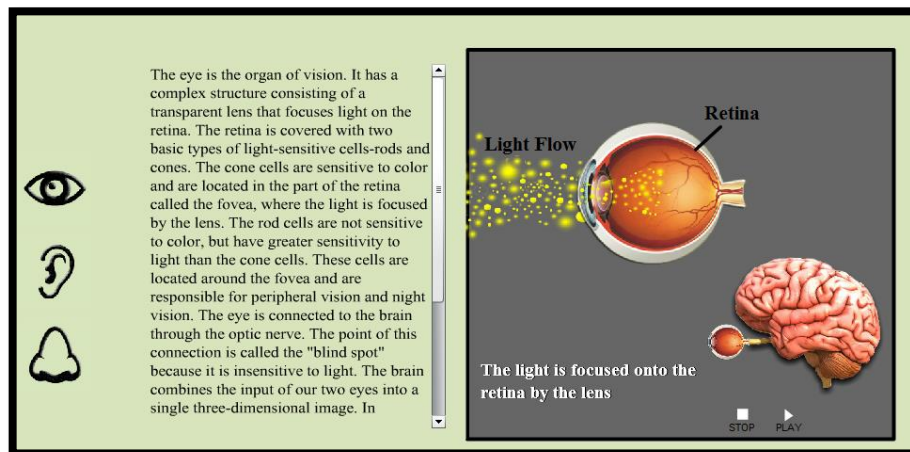 The eye is the organ of vision. It has a
complex structure consisting of a
transparent lens that focuses light on the
retina. The retina is covered with two
basic types of light-sensitive cells-rods and
cones. The cone cells are sensitive to color
and are located in the part of the retina
called the fovea, where the light is focused
by the lens. The rod cells are not sensitive
to color, but have greater sensitivity to
light than the cone cells. These cells are
located around the fovea and are
responsible for peripheral vision and night
vision. The eye is connected to the brain
through the optic nerve. The point of this
connection is called the "blind spot"
because it is insensitive to light. The brain
combines the input of our two eyes into a
single three-dimensional image. In
Retina
Light Flow
The light is focused onto the
retina by the lens
STOP PLAY